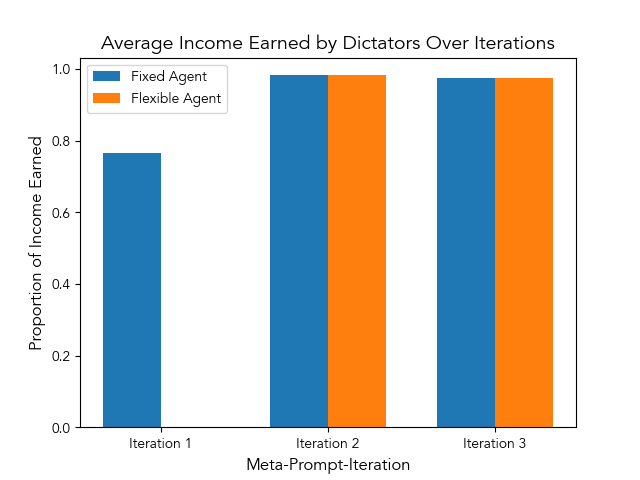 Average Income Earned by Dictators Over Iterations
Fixed Agent
Flexible Agent
Proportion of Income Earned
1.0
0.8
0.6
0.4
0.2
0.0
Iteration 1
Iteration 2
Iteration 3
Meta-Prompt-Iteration